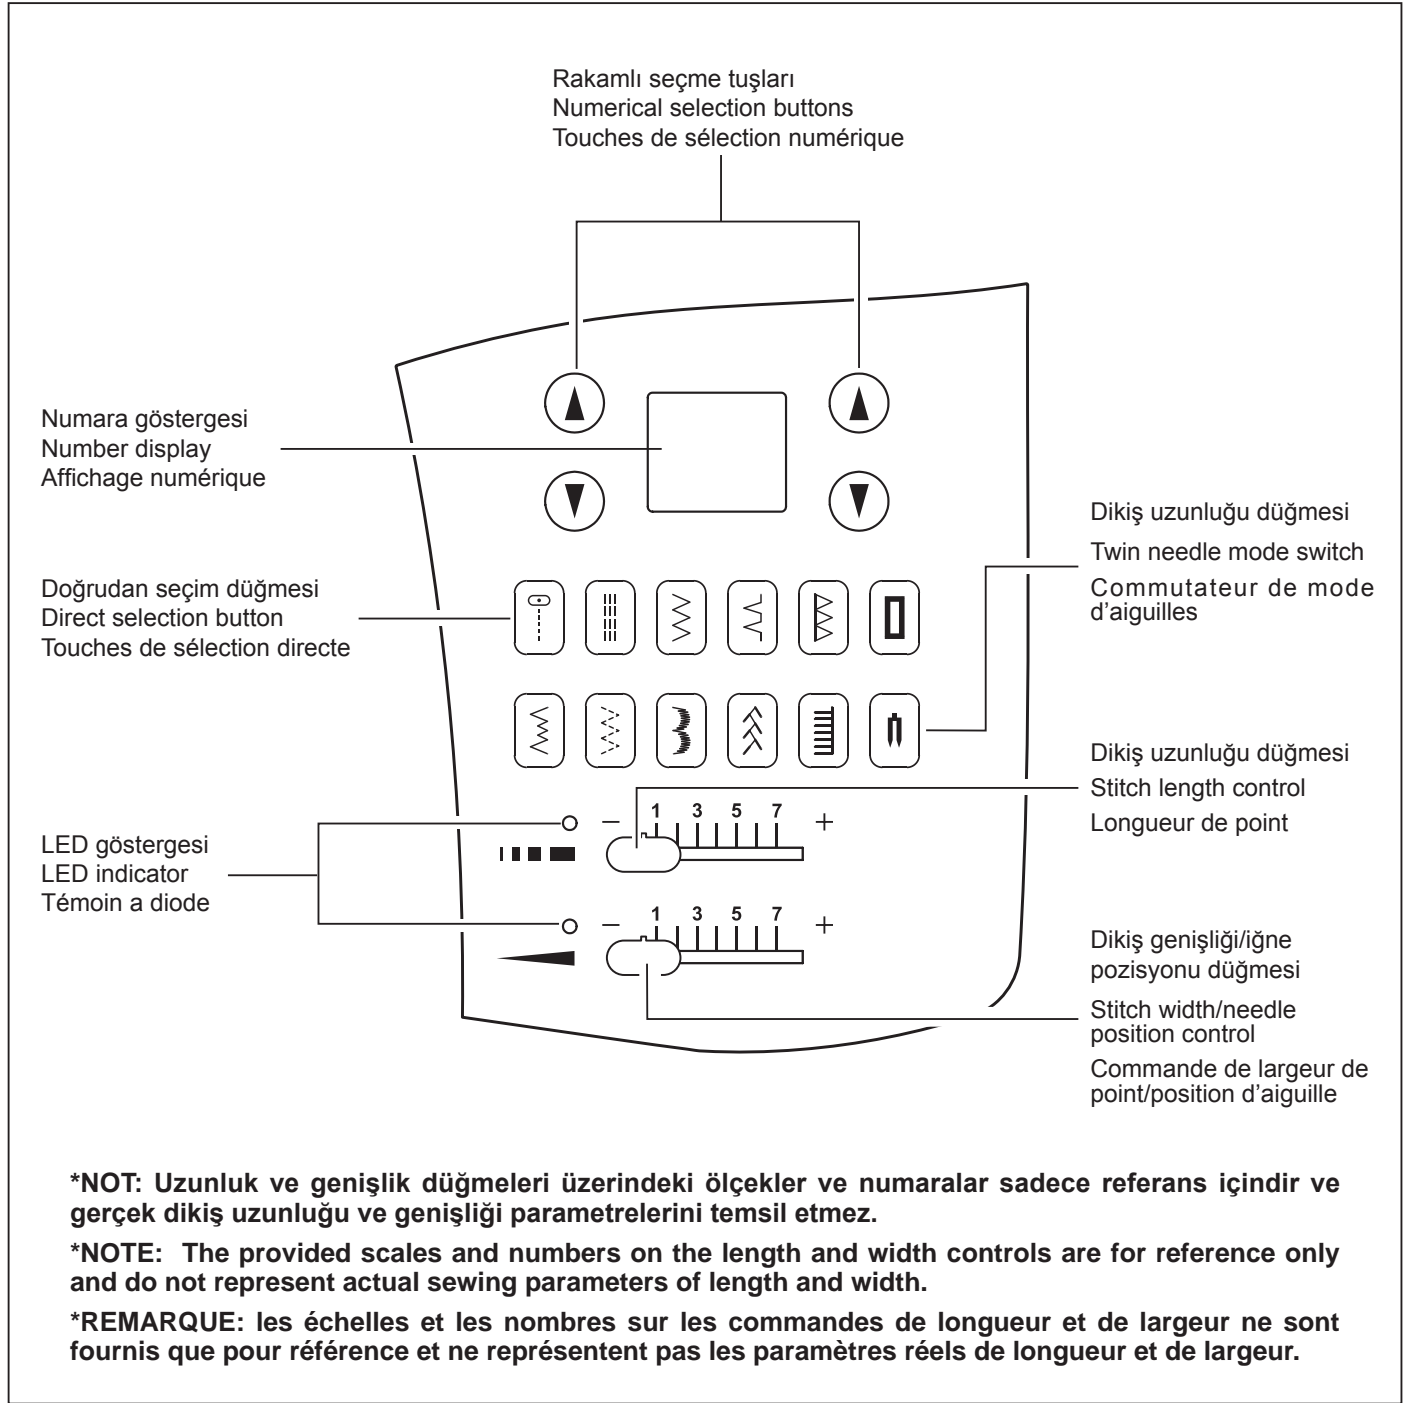 Rakamlı seçme tuşları
Numerical selection buttons
Touches de sélection numérique
Numara göstergesi
Number display
Affichage numérique
Dikiş uzunluğu düğmesi
Twin needle mode switch
Commutateur de mode
d’aiguilles
Doğrudan seçim düğmesi
Direct selection button
Touches de sélection directe
Dikiş uzunluğu düğmesi
Stitch length control
Longueur de point
− 1 3 5 7 +
LED göstergesi
LED indicator
Témoin a diode
− 1 3 5 7 +
Dikiş genişliği/iğne
pozisyonu düğmesi
Stitch width/needle
position control
Commande de largeur de
point/position d’aiguille
*NOT: Uzunluk ve genişlik düğmeleri üzerindeki ölçekler ve numaralar sadece referans içindir ve
gerçek dikiş uzunluğu ve genişliği parametrelerini temsil etmez.
*NOTE: The provided scales and numbers on the length and width controls are for reference only
and do not represent actual sewing parameters of length and width.
*REMARQUE: les échelles et les nombres sur les commandes de longueur et de largeur ne sont
fournis que pour référence et ne représentent pas les paramètres réels de longueur et de largeur.